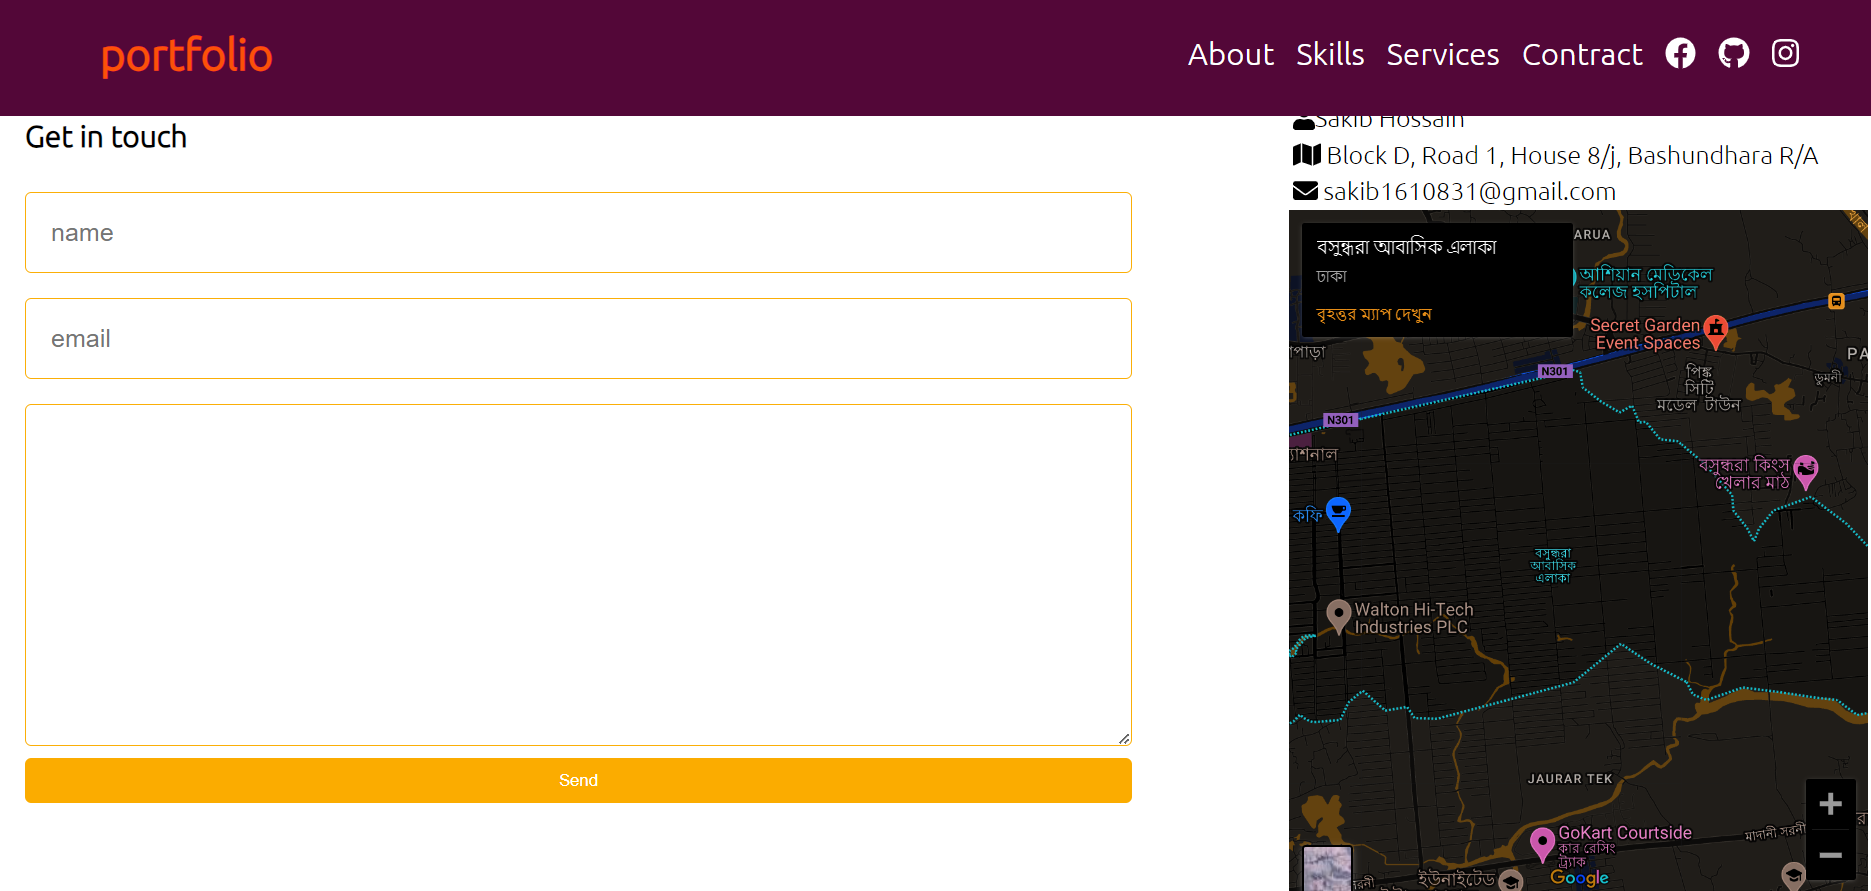 portfolio
About Skills Services Contract
Get in touch
Sakib Hossain
Block D, Road 1, House 8/j, Bashundhara R/A
sakib1610831@gmail.com
name
email
Send
বসুন্ধরা আবাসিক এলাকা
ঢাকা
বৃহত্তর ম্যাপ দেখুন
ARUA
আশিয়ান মেডিকেল
কলেজ হসপিটাল
Secret Garden
Event Spaces
পাড়া
PA
N301
পিঙ্ক
সিটি
মডেল টাউন
ডুমনী
N301
্যাশনাল
বসুন্ধরা কিংস
খেলার মাঠ
কফি
বসুন্ধরা
আবাসিক
এলাকা
Walton Hi-Tech
Industries PLC
JAURAR TEK
GoKart Courtside
কার রেসিং
ট্র্যাক
মাদানী সরনী
Google
ইউনাইটেড